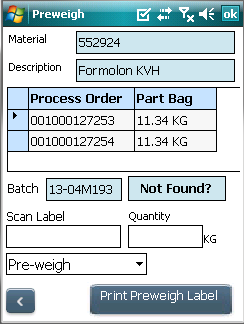 Preweigh ok
Material 552924
Description Formolon KVH
Process Order Part Bag
001000127253 11.34 KG
001000127254 11.34 KG
Batch 13-04M193 Not Found?
Scan Label Quantity
KG
Pre-weigh
< Print Preweigh Label